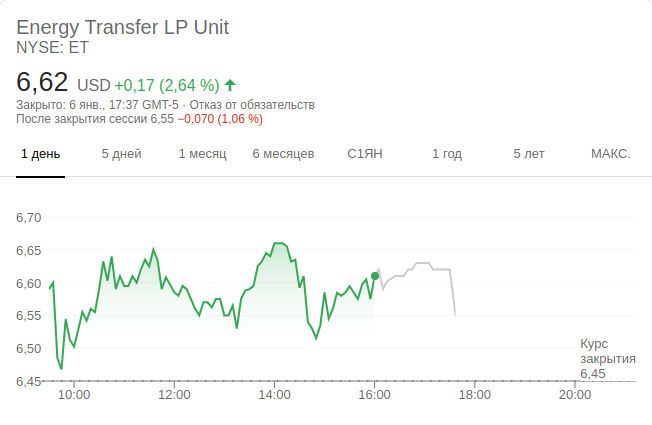 Energy Transfer LP Unit
NYSE: ET
6,62 USD +0,17 (2,64 %)
Закрыто: 6 янв., 17:37 GMT-5 · Отказ от обязательств
После закрытия сессии 6,55 −0,070 (1,06 %)
1 день 5 дней 1 месяц 6 месяцев С1ЯН 1 год 5 лет МАКС.
6,70
6,65
6,60
6,55
6,50
Курс
закрытия
6,45
6,45
10:00 12:00 14:00 16:00 18:00 20:00